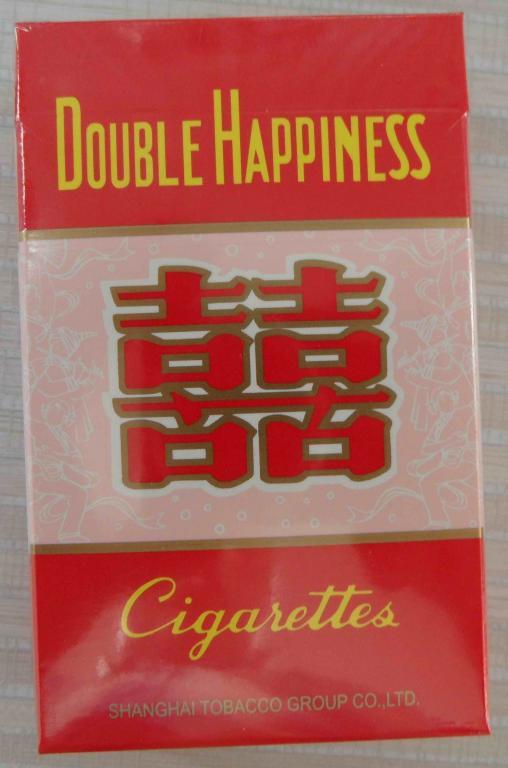 DOUBLE HAPPINESS
囍
Cigarettes
SHANGHAI TOBACCO GROUP CO.,LTD.